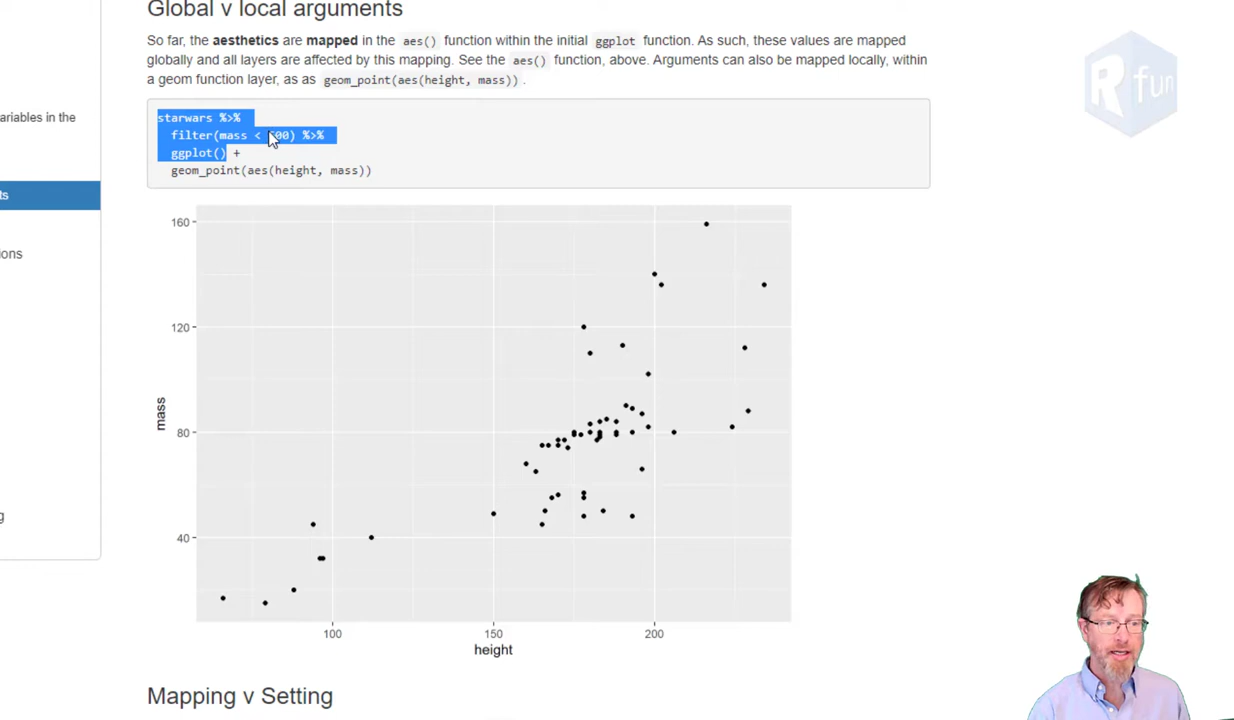 Global v local arguments
So far, the aesthetics are mapped in the aes() function within the initial ggplot function. As such, these values are mapped
globally and all layers are affected by this mapping. See the aes() function, above. Arguments can also be mapped locally, within
a geom function layer, as as geom_point(aes(height, mass)) .
ariables in the
starwars %>%
filter(mass < 00) %>%
ggplot() +
geom_point(aes(height, mass))
ts
ions
g
160
120
80
40
mass
100
150
200
height
Mapping v Setting
R fun